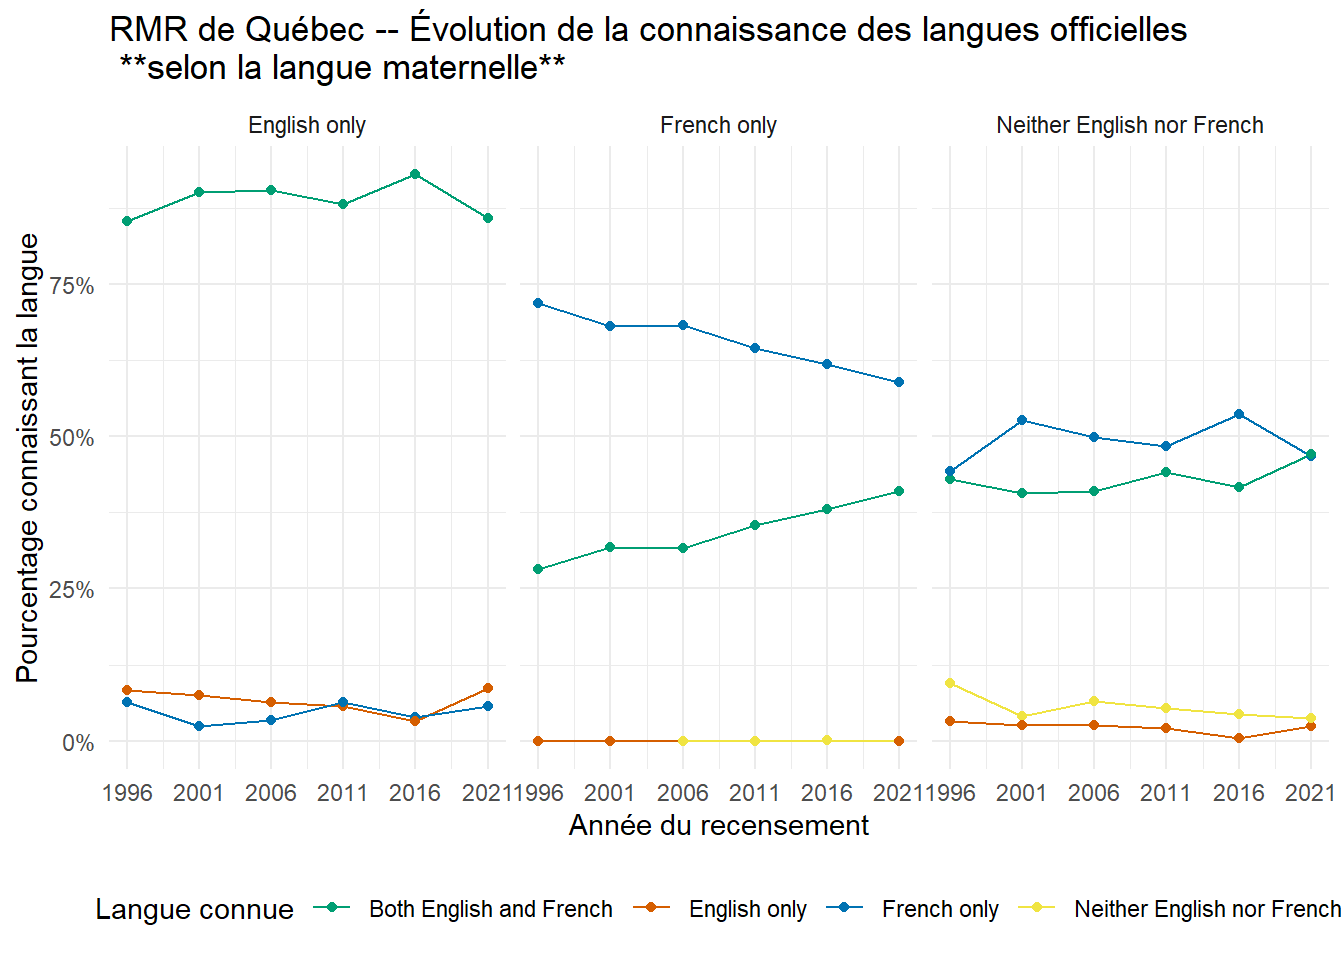 RMR de Québec -- Évolution de la connaissance des langues officielles
**selon la langue maternelle**
English only
French only
Neither English nor French
Pourcentage connaissant la langue
75%
50%
25%
0%
1996 2001 2006 2011 2016 2021
1996 2001 2006 2011 2016 2021
1996 2001 2006 2011 2016 2021
Année du recensement
Langue connue Both English and French English only French only Neither English nor French